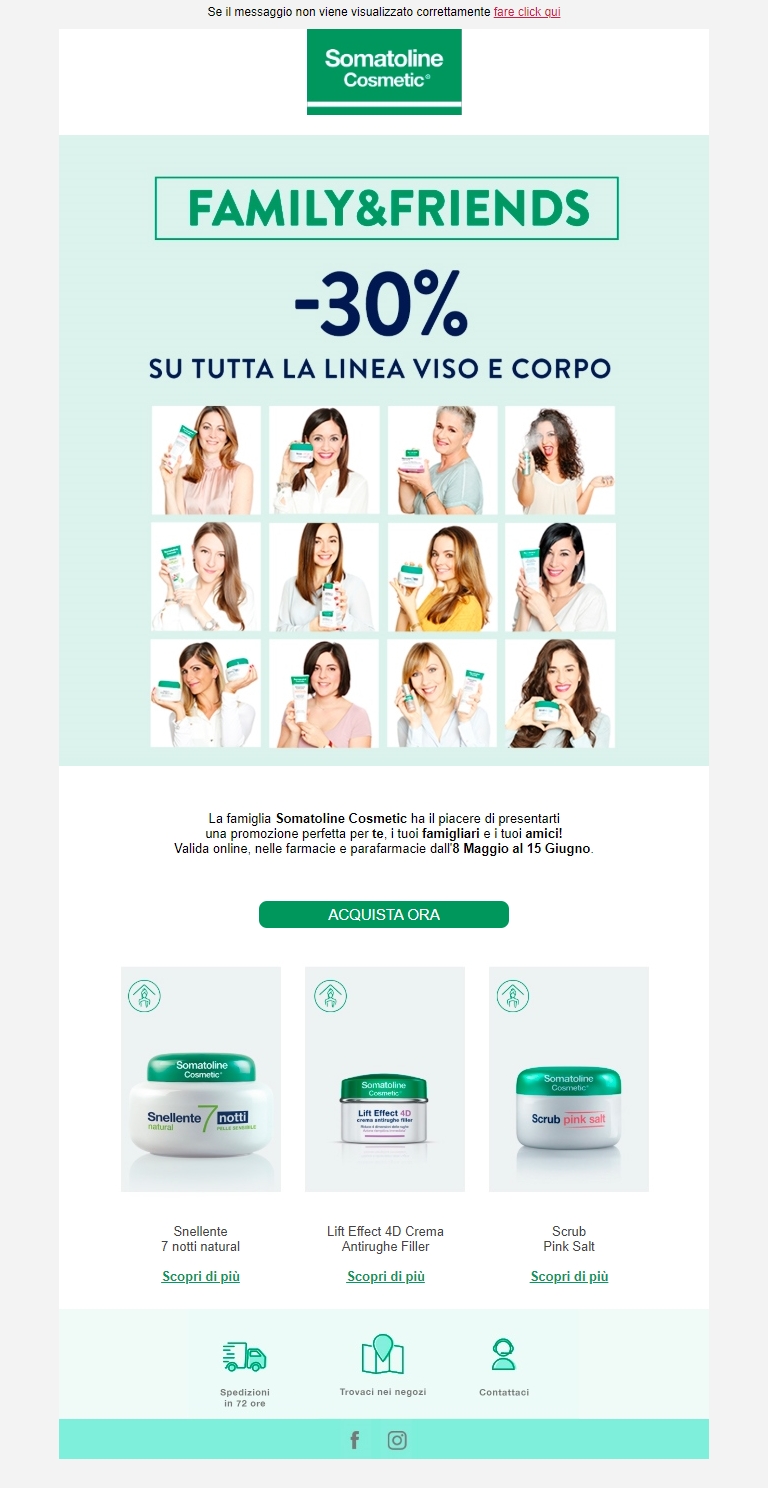 Se il messaggio non viene visualizzato correttamente fare click qui
Somatoline
Cosmetic®
FAMILY&FRIENDS
-30%
SU TUTTA LA LINEA VISO E CORPO
La famiglia Somatoline Cosmetic ha il piacere di presentarti
una promozione perfetta per te, i tuoi famigliari e i tuoi amici!
Valida online, nelle farmacie e parafarmacie dall'8 Maggio al 15 Giugno.
ACQUISTA ORA
Somatoline
Cosmetic®
Snellente 7 notti
natural
PELLE SENSIBILE
Somatoline
Cosmetic®
Lift Effect 4D
crema antirughe filler
Somatoline
Cosmetic®
Scrub pink salt
Snellente
7 notti natural
Scopri di più
Lift Effect 4D Crema
Antirughe Filler
Scopri di più
Scrub
Pink Salt
Scopri di più
Spedizioni
in 72 ore
Trovaci nei negozi
Contattaci